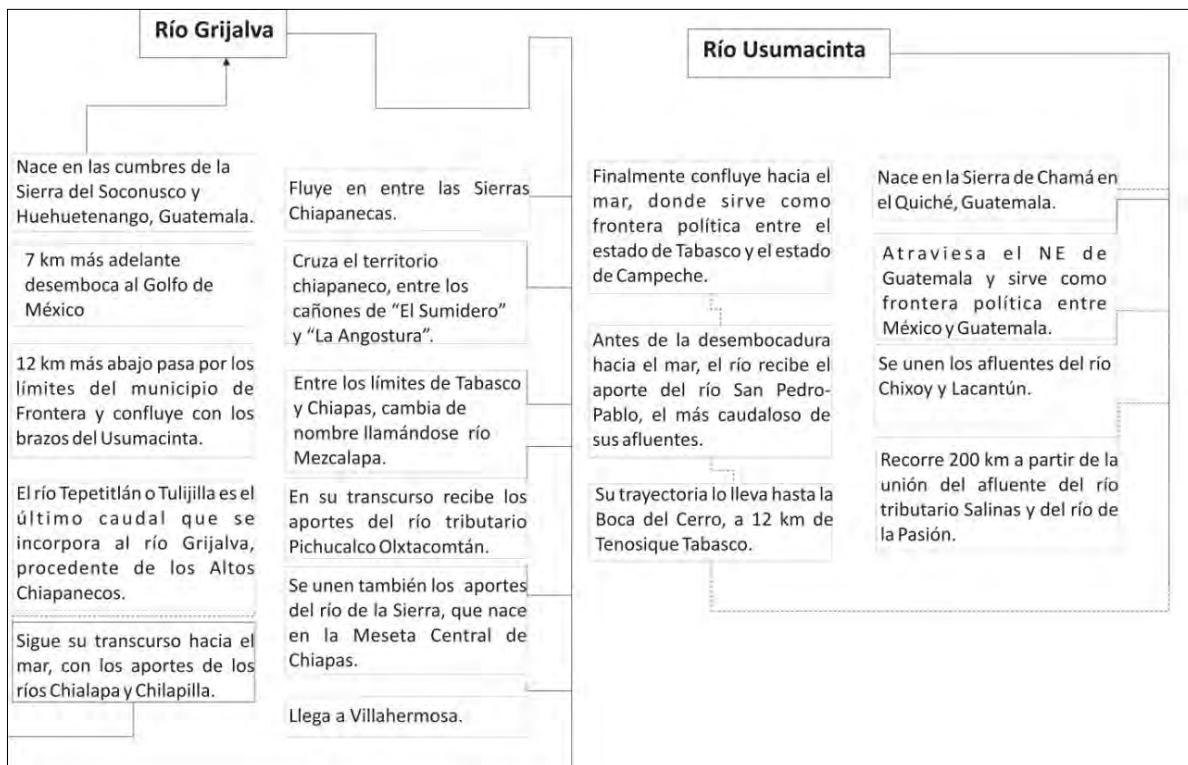 Río Grijalva
Nace en las cumbres de la
Sierra del Soconusco y
Huehuetenango, Guatemala.
7 km más adelante
desemboca al Golfo de
México
12 km más abajo pasa por los
límites del municipio de
Frontera y confluye con los
brazos del Usumacinta.
El río Tepetitlán o Tulijilla es el
último caudal que se
incorpora al río Grijalva,
procedente de los Altos
Chiapanecos.
Sigue su transcurso hacia el
mar, con los aportes de los
ríos Chialapa y Chilapilla.
Fluye en entre las Sierras
Chiapanecas.
Cruza el territorio
chiapaneco, entre los
cañones de “El Sumidero”
y “La Angostura”.
Entre los límites de Tabasco
y Chiapas, cambia de
nombre llamándose río
Mezcalapa.
En su transcurso recibe los
aportes del río tributario
Pichucalco Olxtacomtán.
Se unen también los aportes
del río de la Sierra, que nace
en la Meseta Central de
Chiapas.
Llega a Villahermosa.
Río Usumacinta
Finalmente confluye hacia el
mar, donde sirve como
frontera política entre el
estado de Tabasco y el estado
de Campeche.
Antes de la desembocadura
hacia el mar, el río recibe el
aporte del río San Pedro-
Pablo, el más caudaloso de
sus afluentes.
Su trayectoria lo lleva hasta la
Boca del Cerro, a 12 km de
Tenosique Tabasco.
Nace en la Sierra de Chamá en
el Quiché, Guatemala.
Atraviesa el NE de
Guatemala y sirve como
frontera política entre
México y Guatemala.
Se unen los afluentes del río
Chixoy y Lacantún.
Recorre 200 km a partir de la
unión del afluente del río
tributario Salinas y del río de
la Pasión.